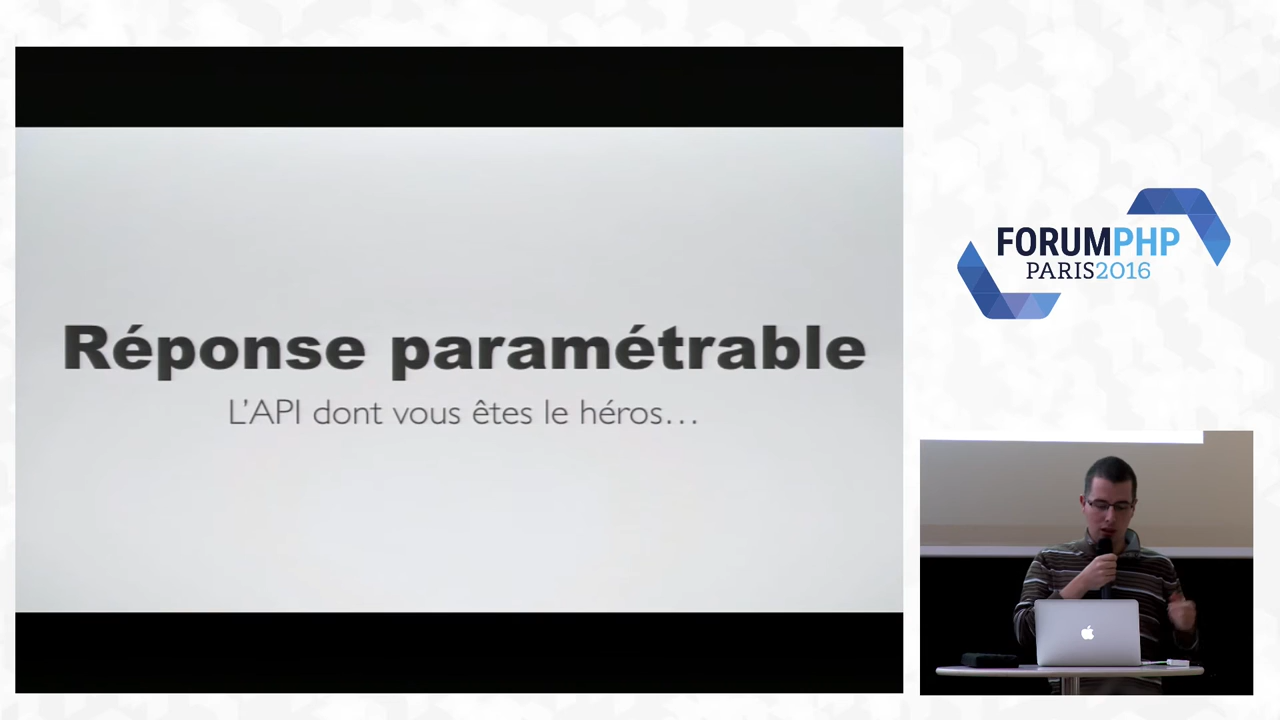 Réponse paramétrable
L'API dont vous êtes le héros…
FORUMPHP
PARIS2016